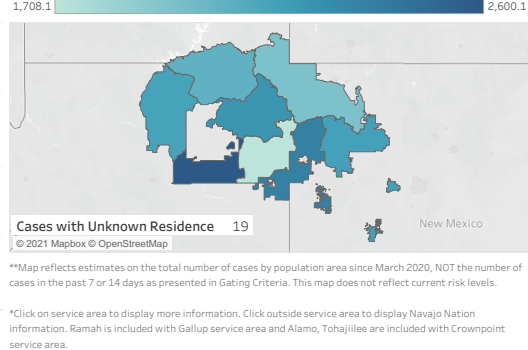 1,708.1 2,600.1
Cases with Unknown Residence 19
© 2021 Mapbox © OpenStreetMap
New Mexico
**Map reflects estimates on the total number of cases by population area since March 2020, NOT the number of
cases in the past 7 or 14 days as presented in Gating Criteria. This map does not reflect current risk levels.
*Click on service area to display more information. Click outside service area to display Navajo Nation
information. Ramah is included with Gallup service area and Alamo, Tohajiilee are included with Crownpoint
service area.